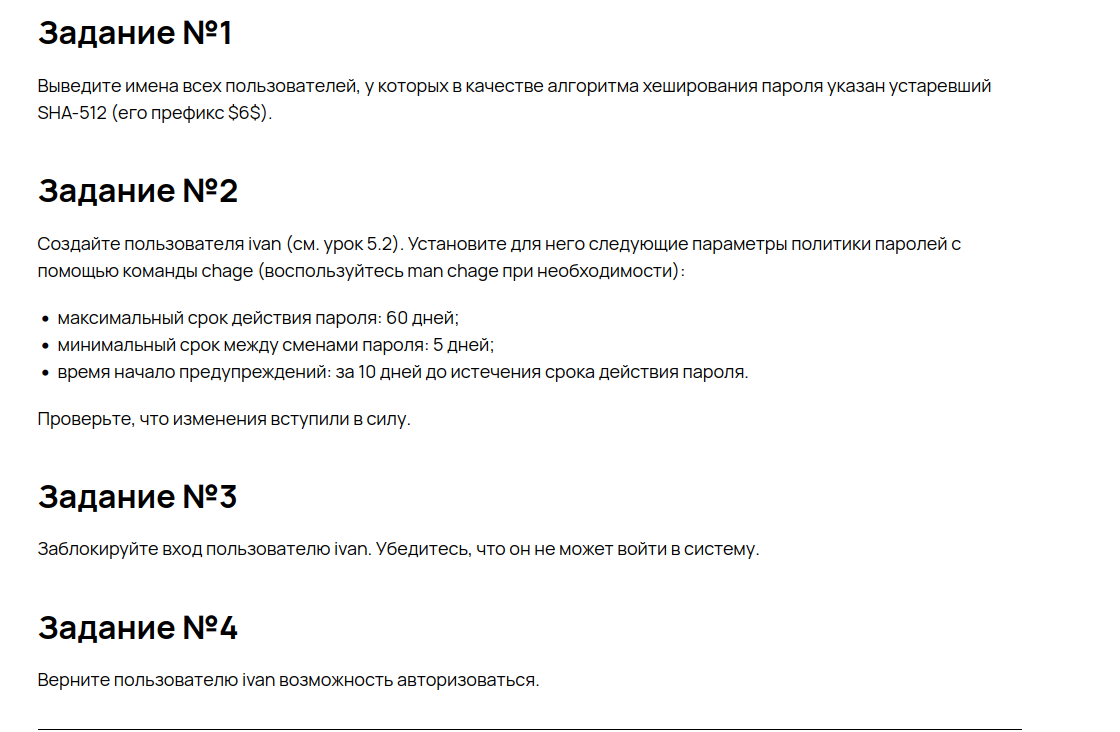 Задание №1
Выведите имена всех пользователей, у которых в качестве алгоритма хеширования пароля указан устаревший
SHA-512 (его префикс $6$).
Задание №2
Создайте пользователя ivan (см. урок 5.2). Установите для него следующие параметры политики паролей с
помощью команды chage (воспользуйтесь man chage при необходимости):
• максимальный срок действия пароля: 60 дней;
• минимальный срок между сменами пароля: 5 дней;
• время начало предупреждений: за 10 дней до истечения срока действия пароля.
Проверьте, что изменения вступили в силу.
Задание №3
Заблокируйте вход пользователю ivan. Убедитесь, что он не может войти в систему.
Задание №4
Верните пользователю ivan возможность авторизоваться.